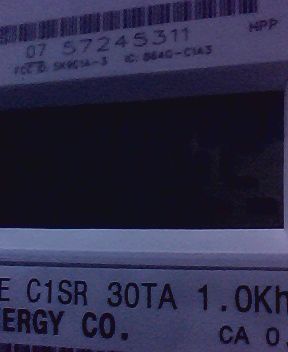 07 57245311
HPP
FCC ID: SK9C1A-3 IC: 864G-C1A3
E C1SR 30TA 1.0Kh
ERGY CO.
CA 0.